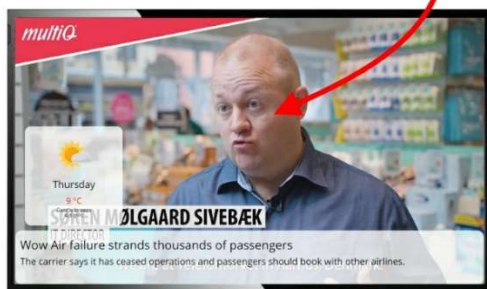 multiQ
Thursday
9 °C
SØREN MØLGAARD SIVEBÆK
IT DIRECTOR
Wow Air failure strands thousands of passengers
The carrier says it has ceased operations and passengers should book with other airlines.